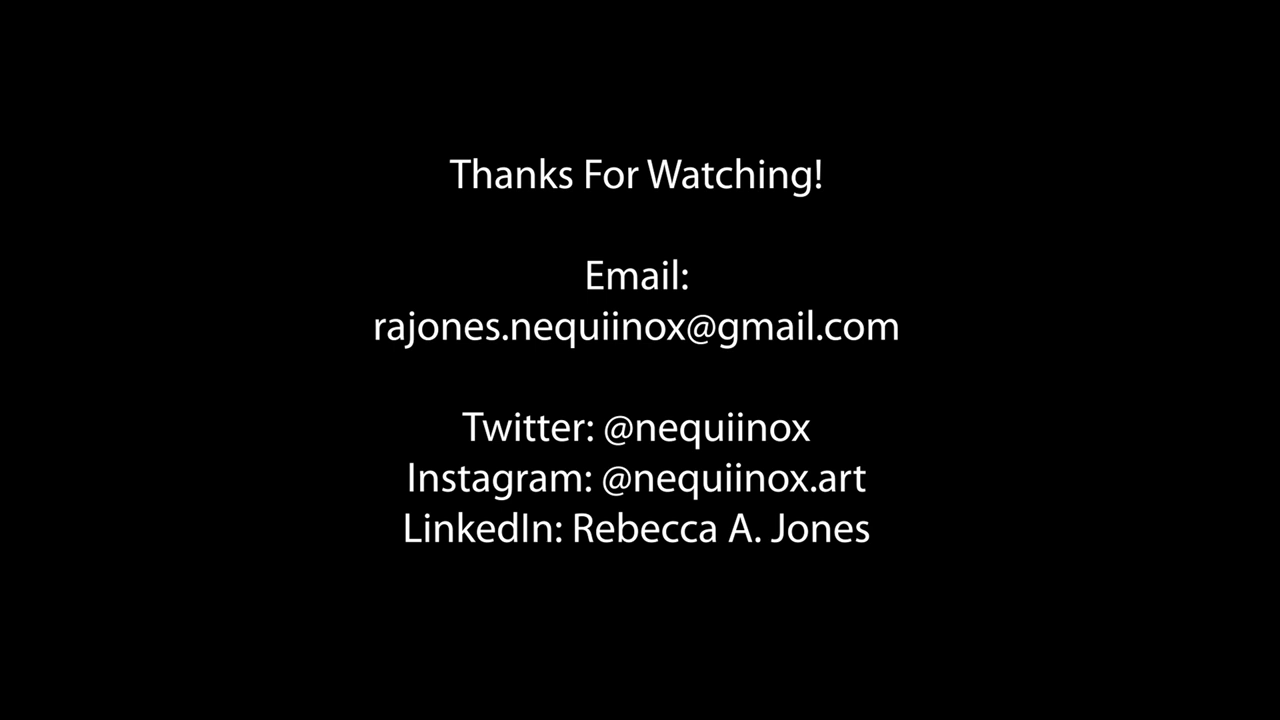 Thanks For Watching!
Email:
rajones.nequiinox@gmail.com
Twitter: @nequiinox
Instagram: @nequiinox.art
LinkedIn: Rebecca A. Jones